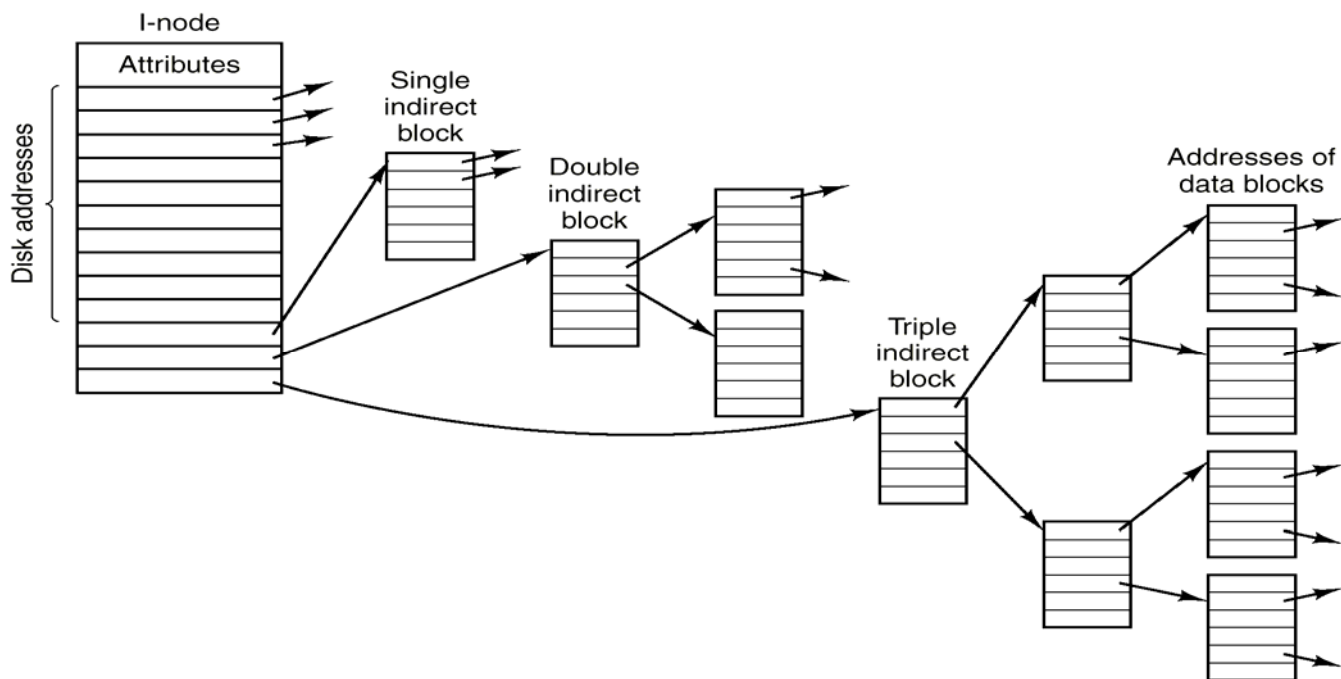 I-node
Attributes
Disk addresses
Single
indirect
block
Double
indirect
block
Triple
indirect
block
Addresses of
data blocks